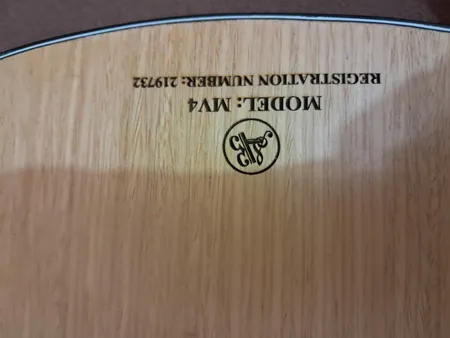 MODEL: MV4
REGISTRATION NUMBER: 219732